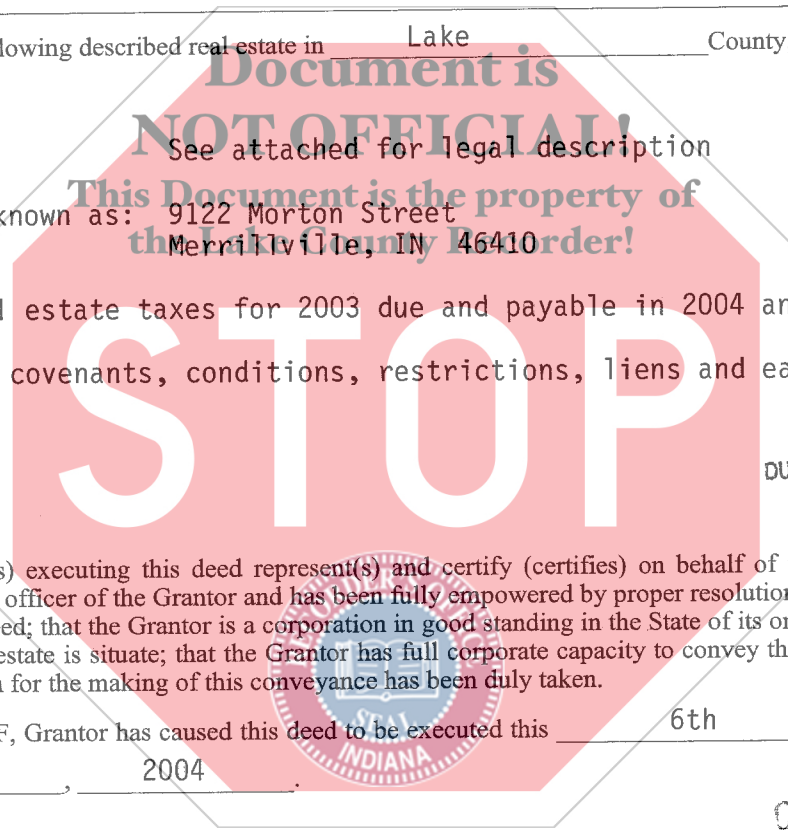 lowing described real estate in Lake County
Document is
NOT OFFICIAL!
See attached for legal description
This Document is the property of
known as: 9122 Morton Street
the Lake County Recorder!
Merrillville, IN 46410
estate taxes for 2003 due and payable in 2004 an
covenants, conditions, restrictions, liens and ea
STOP
DU
s) executing this deed represent(s) and certify (certifies) on behalf of
officer of the Grantor and has been fully empowered by proper resolution
ed; that the Grantor is a corporation in good standing in the State of its or
estate is situate; that the Grantor has full corporate capacity to convey th
for the making of this conveyance has been duly taken.
RECORDER'S OFFICE
SEAL
INDIANA
F, Grantor has caused this deed to be executed this 6th
, 2004 .